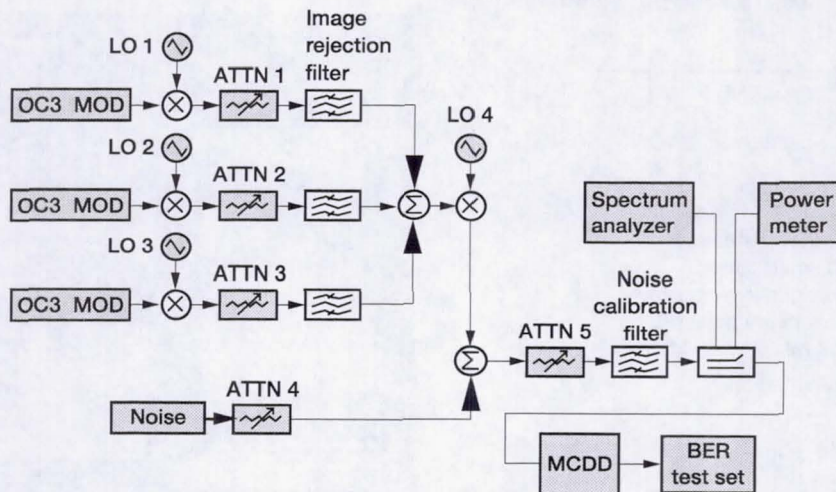 Image
rejection
filter
LO 1
ATTN 1
OC3 MOD
LO 2
ATTN 2
LO 4
OC3 MOD
LO 3
ATTN 3
OC3 MOD
Spectrum
analyzer
Power
meter
Noise
calibration
filter
ATTN 5
ATTN 4
Noise
MCDD
BER
test set
Σ
Σ